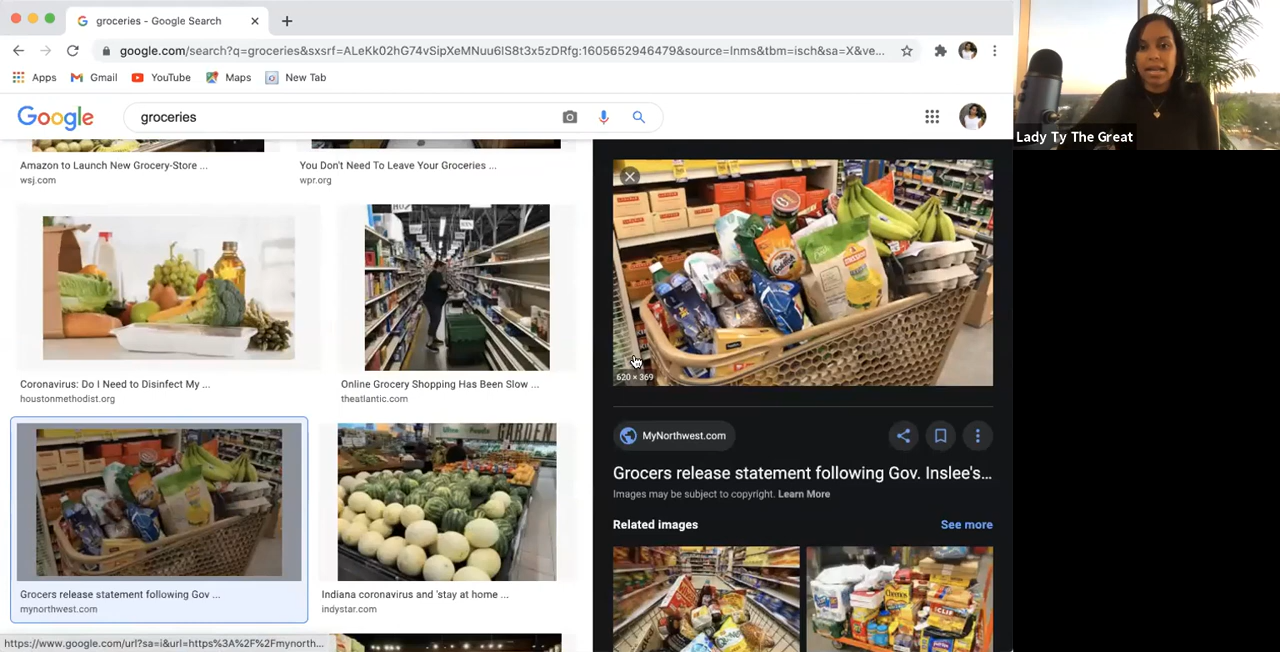 groceries - Google Search
google.com/search?q=groceries&sxsrf=ALeKk02hG74vSipXeMNuu6lS8t3x5zDRfg:1605652946479&source=lnms&tbm=isch&sa=X&ve...
Apps
Gmail
YouTube
Maps
New Tab
Lady Ty The Great
Google
groceries
Amazon to Launch New Grocery-Store ...
wsj.com
You Don't Need To Leave Your Groceries ...
wpr.org
Coronavirus: Do I Need to Disinfect My ...
houstonmethodist.org
Online Grocery Shopping Has Been Slow ...
theatlantic.com
Grocers release statement following Gov ...
mynorthwest.com
Indiana coronavirus and 'stay at home ...
indystar.com
620 × 369
MyNorthwest.com
Grocers release statement following Gov. Inslee's...
Images may be subject to copyright. Learn More
Related images
See more
GARDEN
Cheerios
https://www.google.com/url?sa=i&url=https%3A%2F%2Fmynorth...